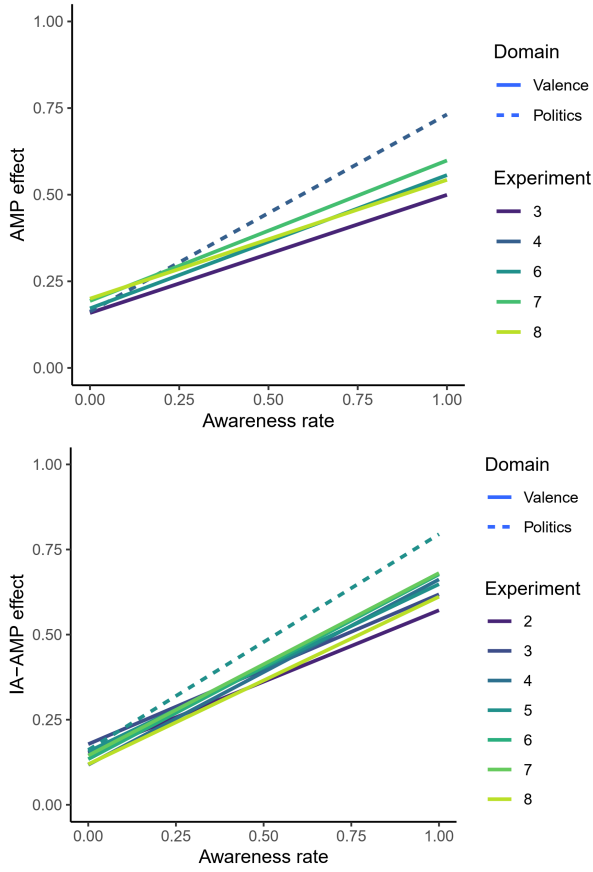 1.00
0.75
0.50
0.25
0.00
AMP effect
0.00 0.25 0.50 0.75 1.00
Awareness rate
Domain
Valence
Politics
Experiment
3
4
6
7
8
1.00
0.75
0.50
0.25
0.00
IA−AMP effect
0.00 0.25 0.50 0.75 1.00
Awareness rate
Domain
Valence
Politics
Experiment
2
3
4
5
6
7
8